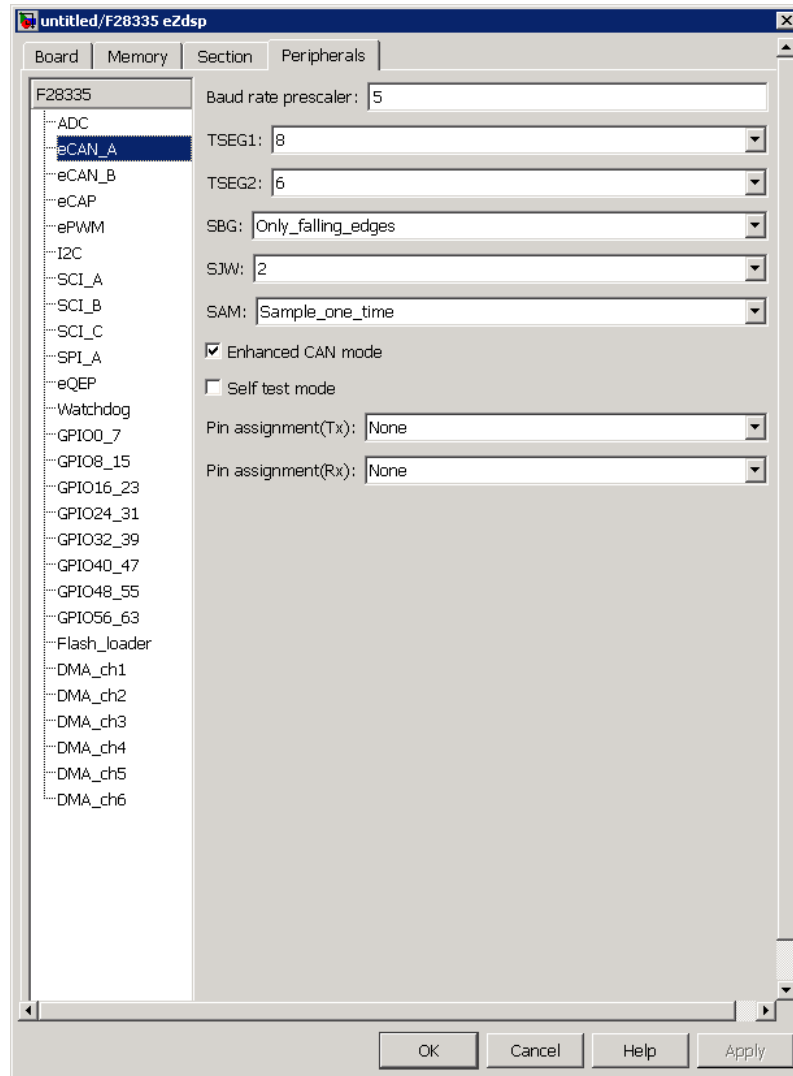 untitled/F28335 eZdsp
Board Memory Section Peripherals
F28335
ADC
eCAN_A
eCAN_B
eCAP
ePWM
I2C
SCI_A
SCI_B
SCI_C
SPI_A
eQEP
Watchdog
GPIO0_7
GPIO8_15
GPIO16_23
GPIO24_31
GPIO32_39
GPIO40_47
GPIO48_55
GPIO56_63
Flash_loader
DMA_ch1
DMA_ch2
DMA_ch3
DMA_ch4
DMA_ch5
DMA_ch6
Baud rate prescaler: 5
TSEG1: 8
TSEG2: 6
SBG: Only_falling_edges
SJW: 2
SAM: Sample_one_time
Enhanced CAN mode
Self test mode
Pin assignment(Tx): None
Pin assignment(Rx): None
OK Cancel Help Apply